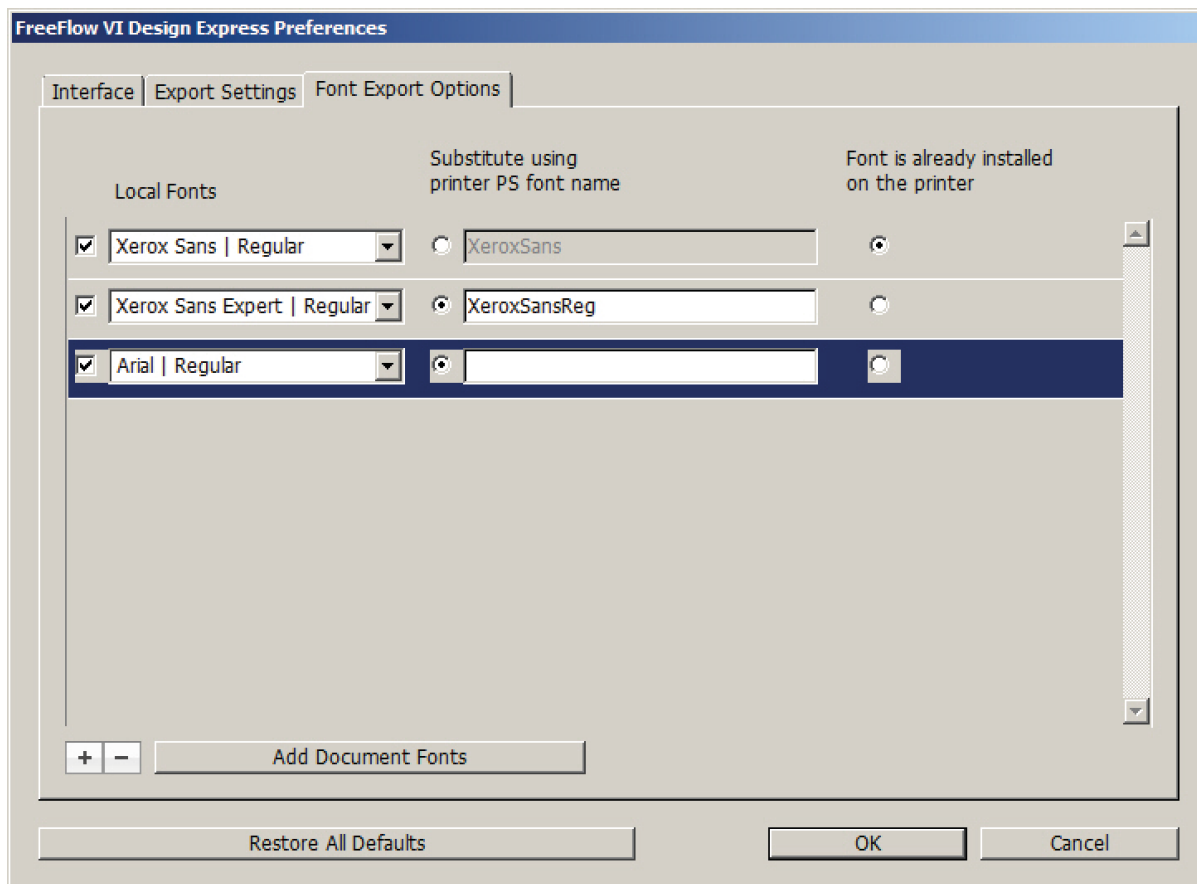 FreeFlow VI Design Express Preferences
Interface Export Settings Font Export Options
Local Fonts
Substitute using
printer PS font name
Font is already installed
on the printer
Xerox Sans | Regular XeroxSans
Xerox Sans Expert | Regular XeroxSansReg
Arial | Regular
+ − Add Document Fonts
Restore All Defaults OK Cancel